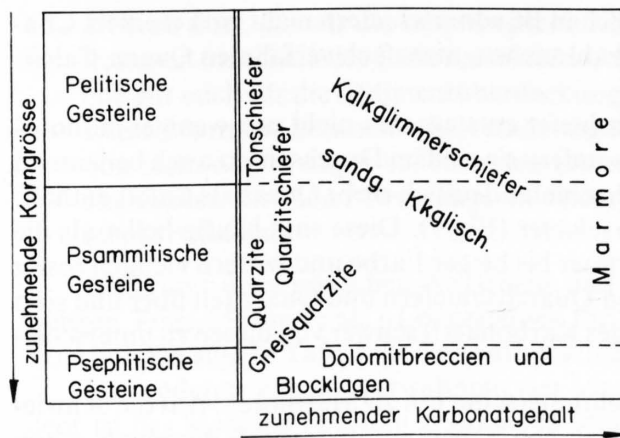 zunehmende Korngrösse
Pelitische
Gesteine
Psammitische
Gesteine
Psephitische
Gesteine
Tonschiefer
Quarzitschiefer
Quarzite
Gneisquarzite
Kalkglimmerschiefer
sandg. Kkglisch.
Marmore
Dolomitbreccien und
Blocklagen
zunehmender Karbonatgehalt